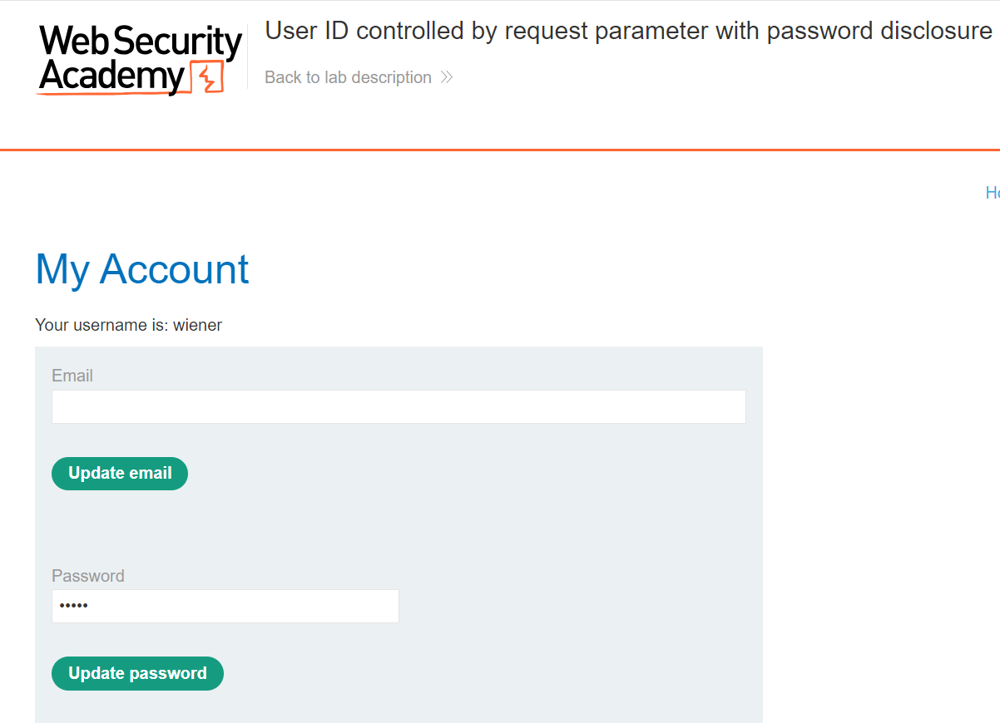 Web Security
Academy
User ID controlled by request parameter with password disclosure
Back to lab description
My Account
Your username is: wiener
Email
Update email
Password
•••••
Update password